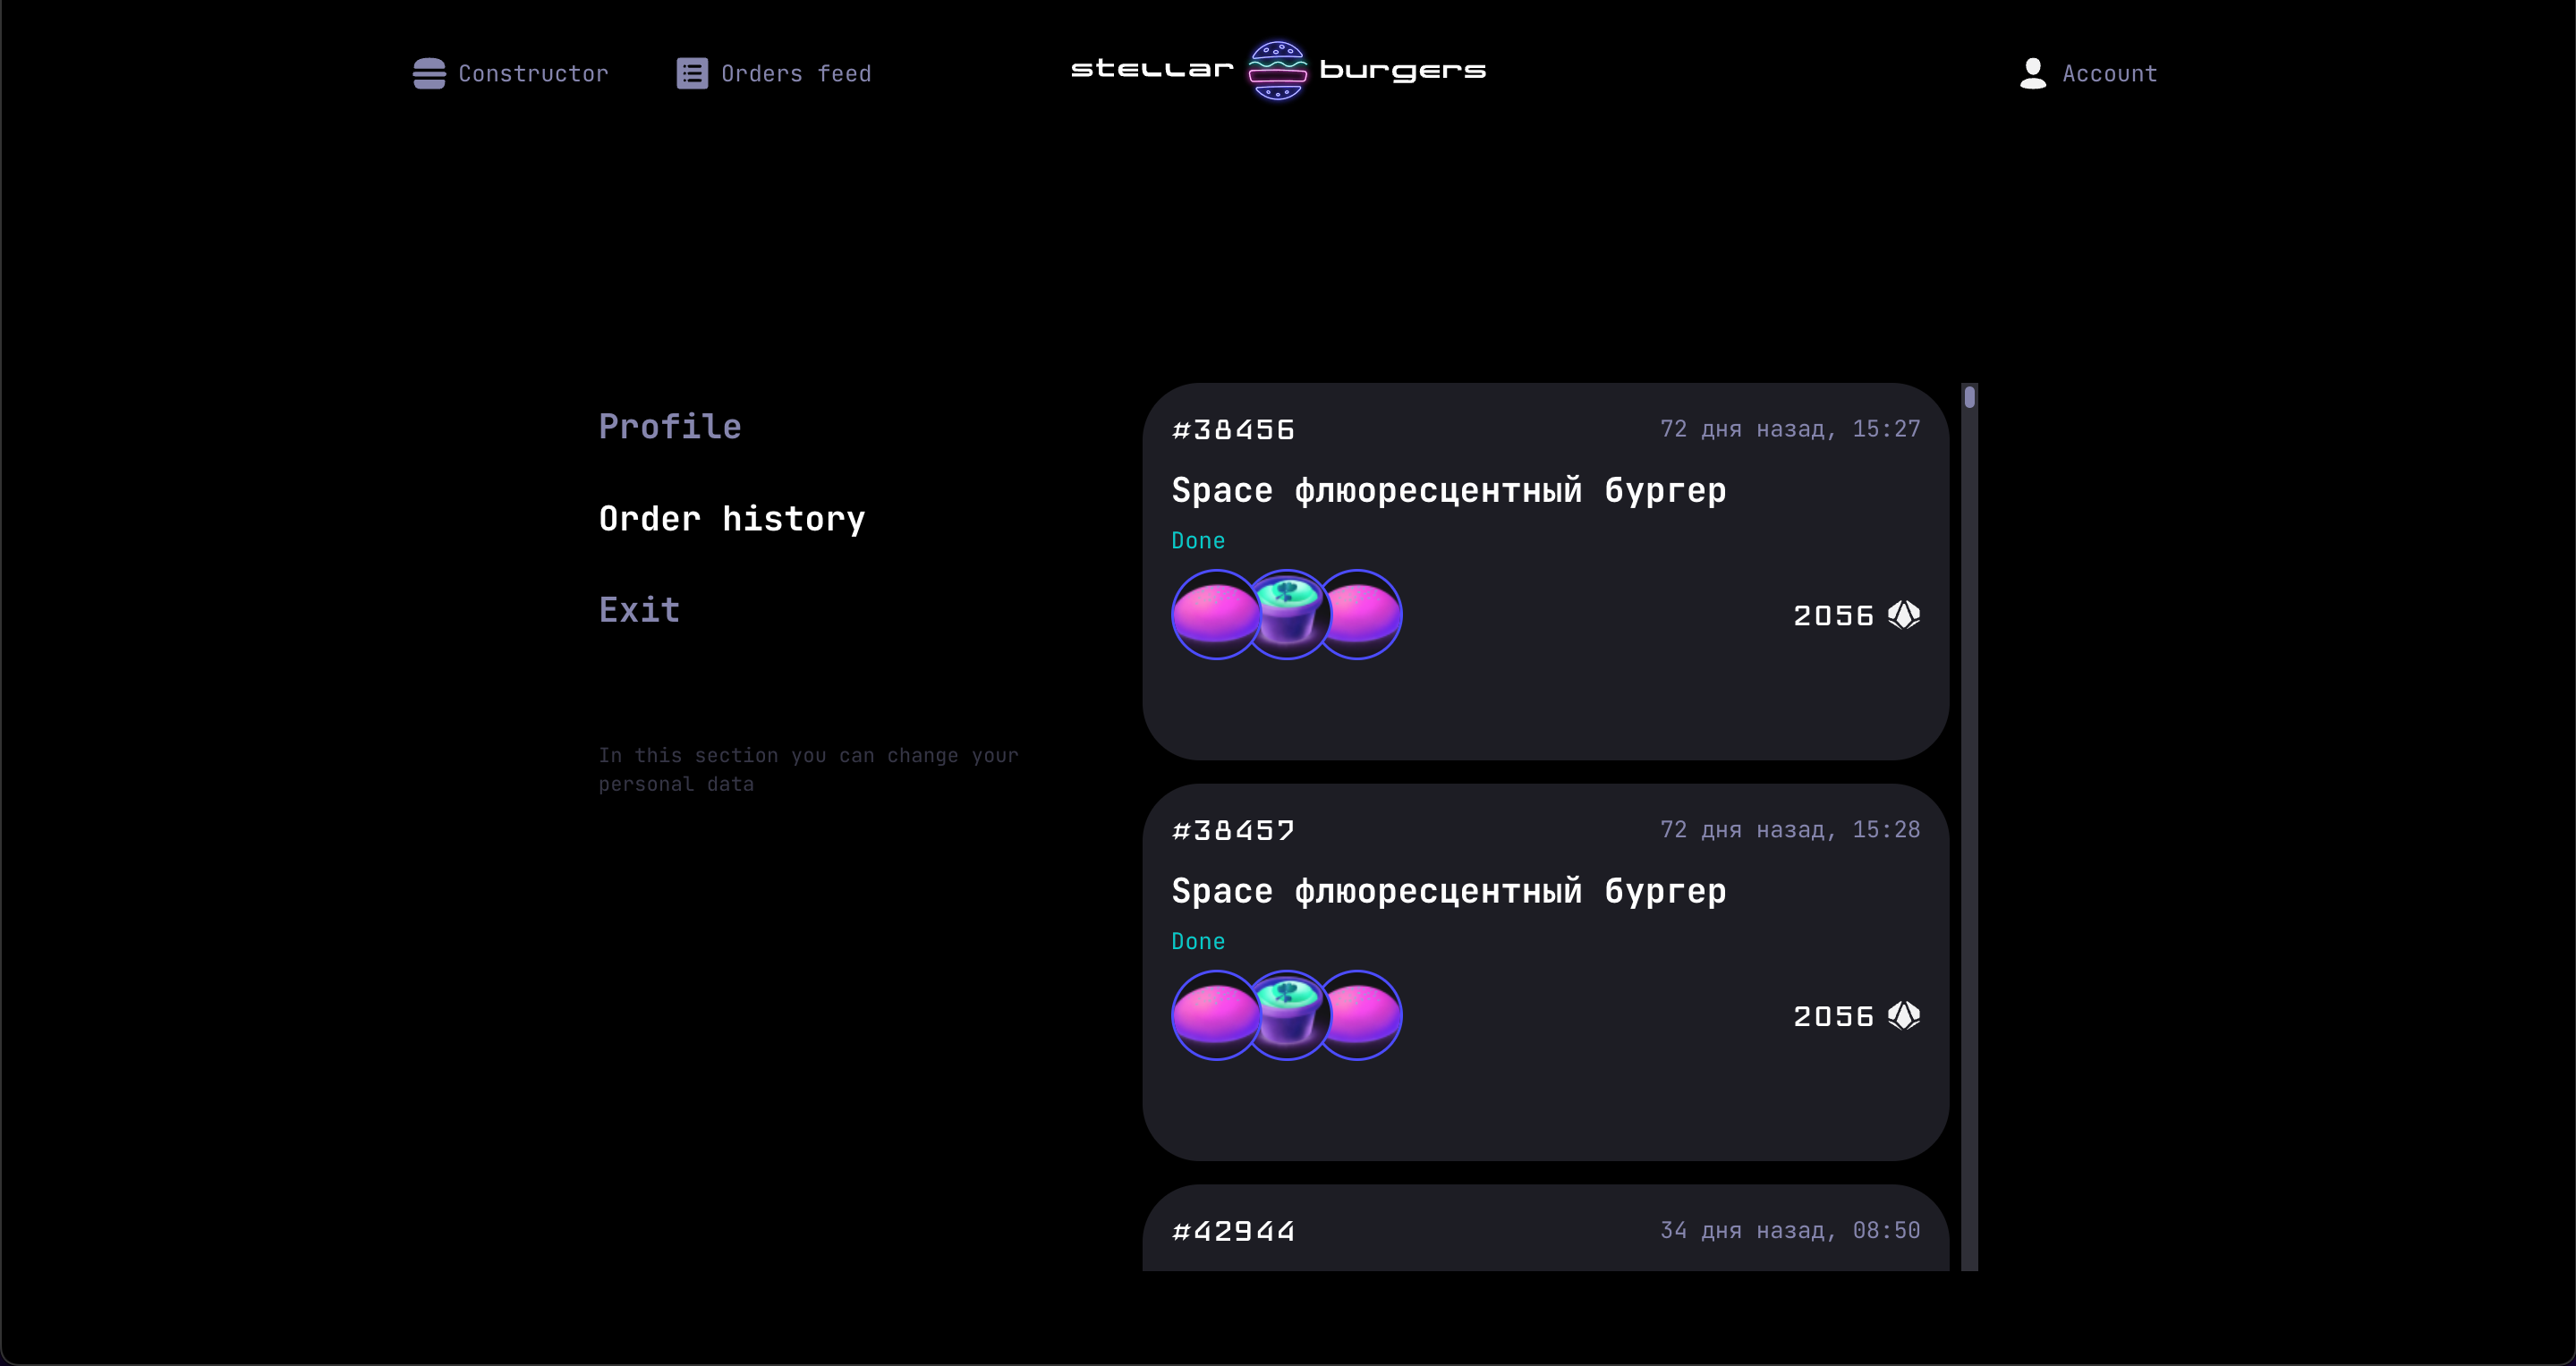 Constructor
Orders feed
stellar burgers
Account
Profile
Order history
Exit
In this section you can change your
personal data
#38456
72 дня назад, 15:27
Space флюоресцентный бургер
Done
2056
#38457
72 дня назад, 15:28
Space флюоресцентный бургер
Done
2056
#42944
34 дня назад, 08:50